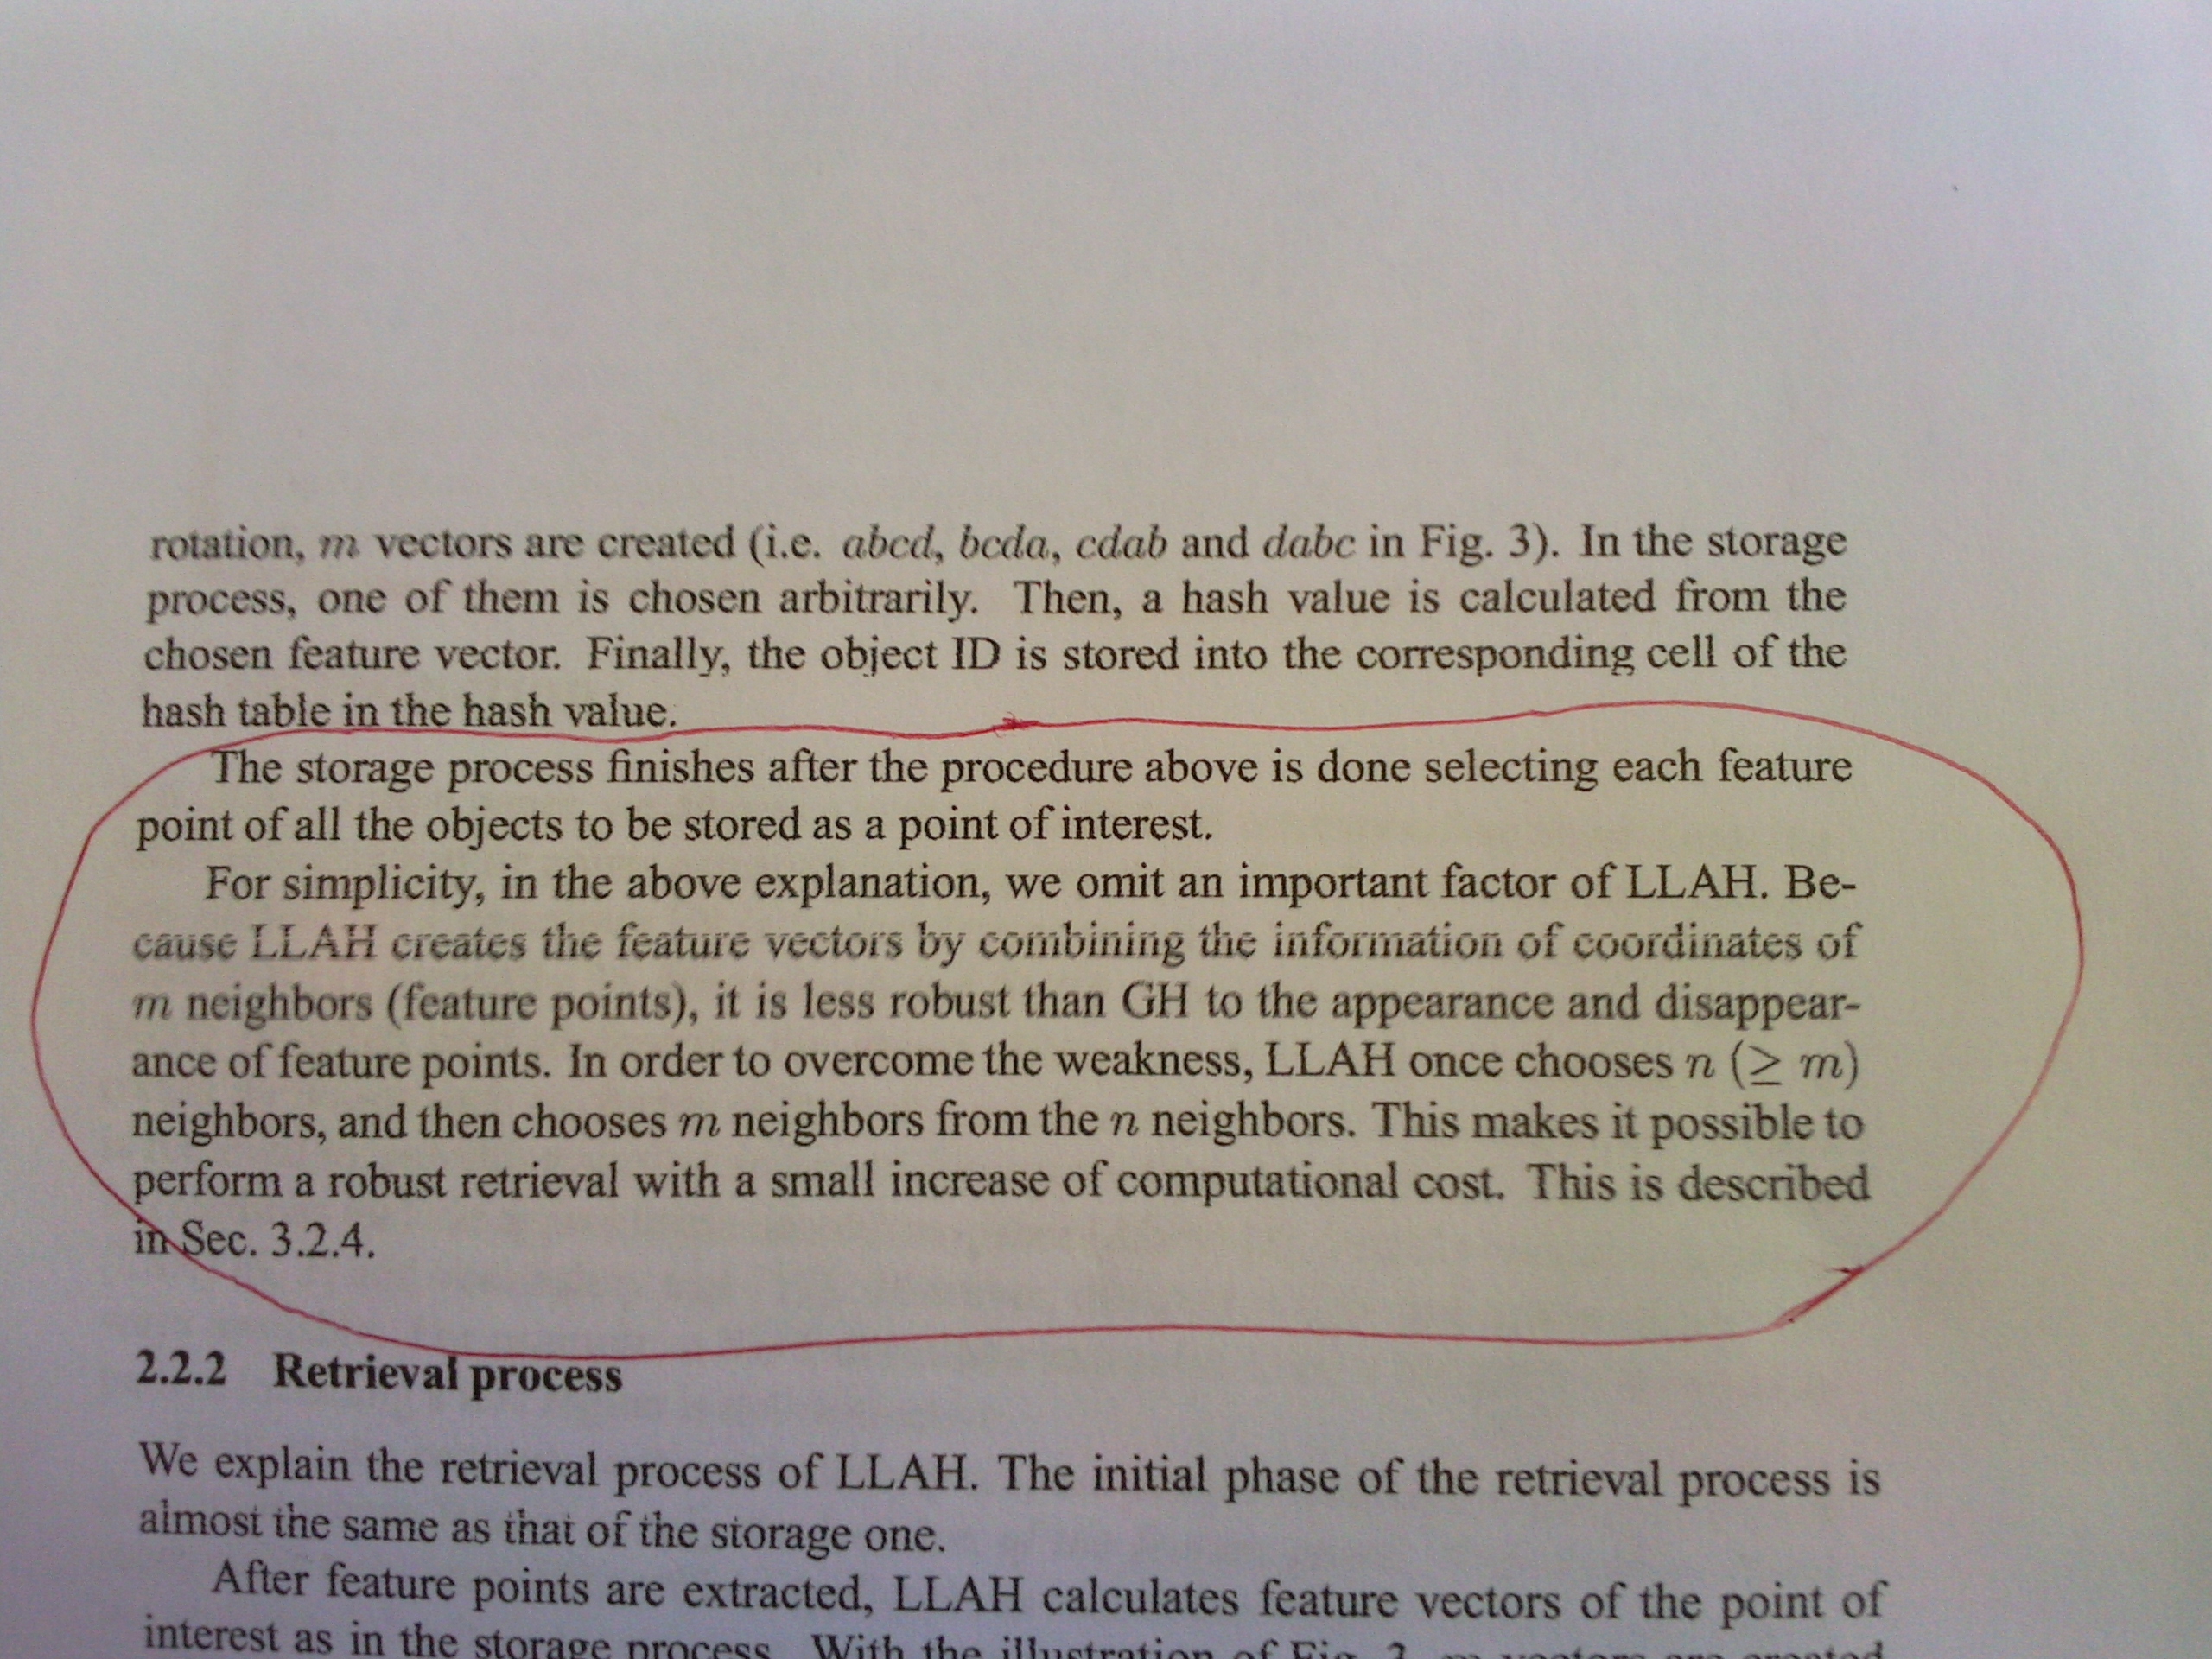 rotation, m vectors are created (i.e. abcd, bcda, cdab and dabc in Fig. 3). In the storage
process, one of them is chosen arbitrarily. Then, a hash value is calculated from the
chosen feature vector. Finally, the object ID is stored into the corresponding cell of the
hash table in the hash value.
The storage process finishes after the procedure above is done selecting each feature
point of all the objects to be stored as a point of interest.
For simplicity, in the above explanation, we omit an important factor of LLAH. Be-
cause LLAH creates the feature vectors by combining the information of coordinates of
m neighbors (feature points), it is less robust than GH to the appearance and disappear-
ance of feature points. In order to overcome the weakness, LLAH once chooses n (≥ m)
neighbors, and then chooses m neighbors from the n neighbors. This makes it possible to
perform a robust retrieval with a small increase of computational cost. This is described
in Sec. 3.2.4.
2.2.2 Retrieval process
We explain the retrieval process of LLAH. The initial phase of the retrieval process is
almost the same as that of the storage one.
After feature points are extracted, LLAH calculates feature vectors of the point of
interest as in the storage process. With the illustration of Fig. 3, m vectors are created